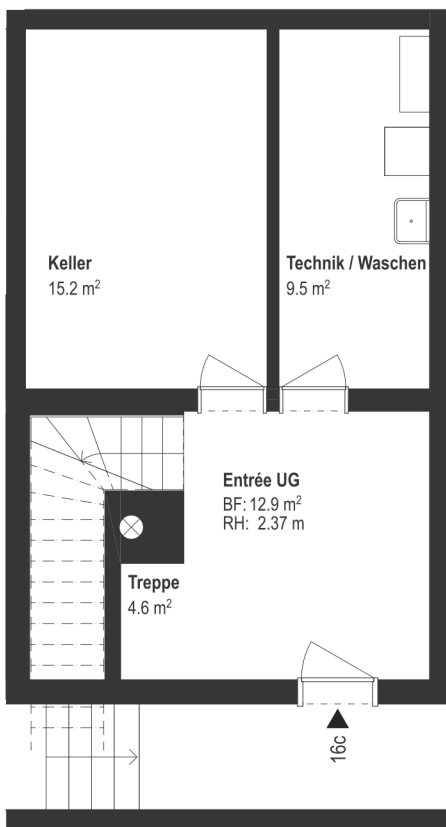 Keller
15.2 m²
Technik / Waschen
9.5 m²
Entrée UG
BF: 12.9 m²
RH: 2.37 m
Treppe
4.6 m²
16c